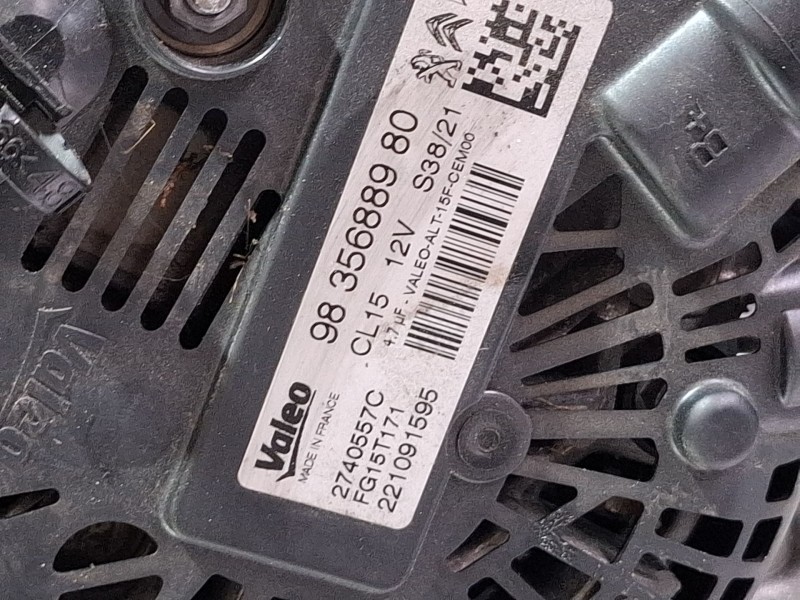 98 356889 80
CL15 12V S38/21
4.7 µF - VALEO-ALT-15F-CEM00
Valeo
MADE IN FRANCE
2740557C
FG15T171
221091595
B+
Valeo